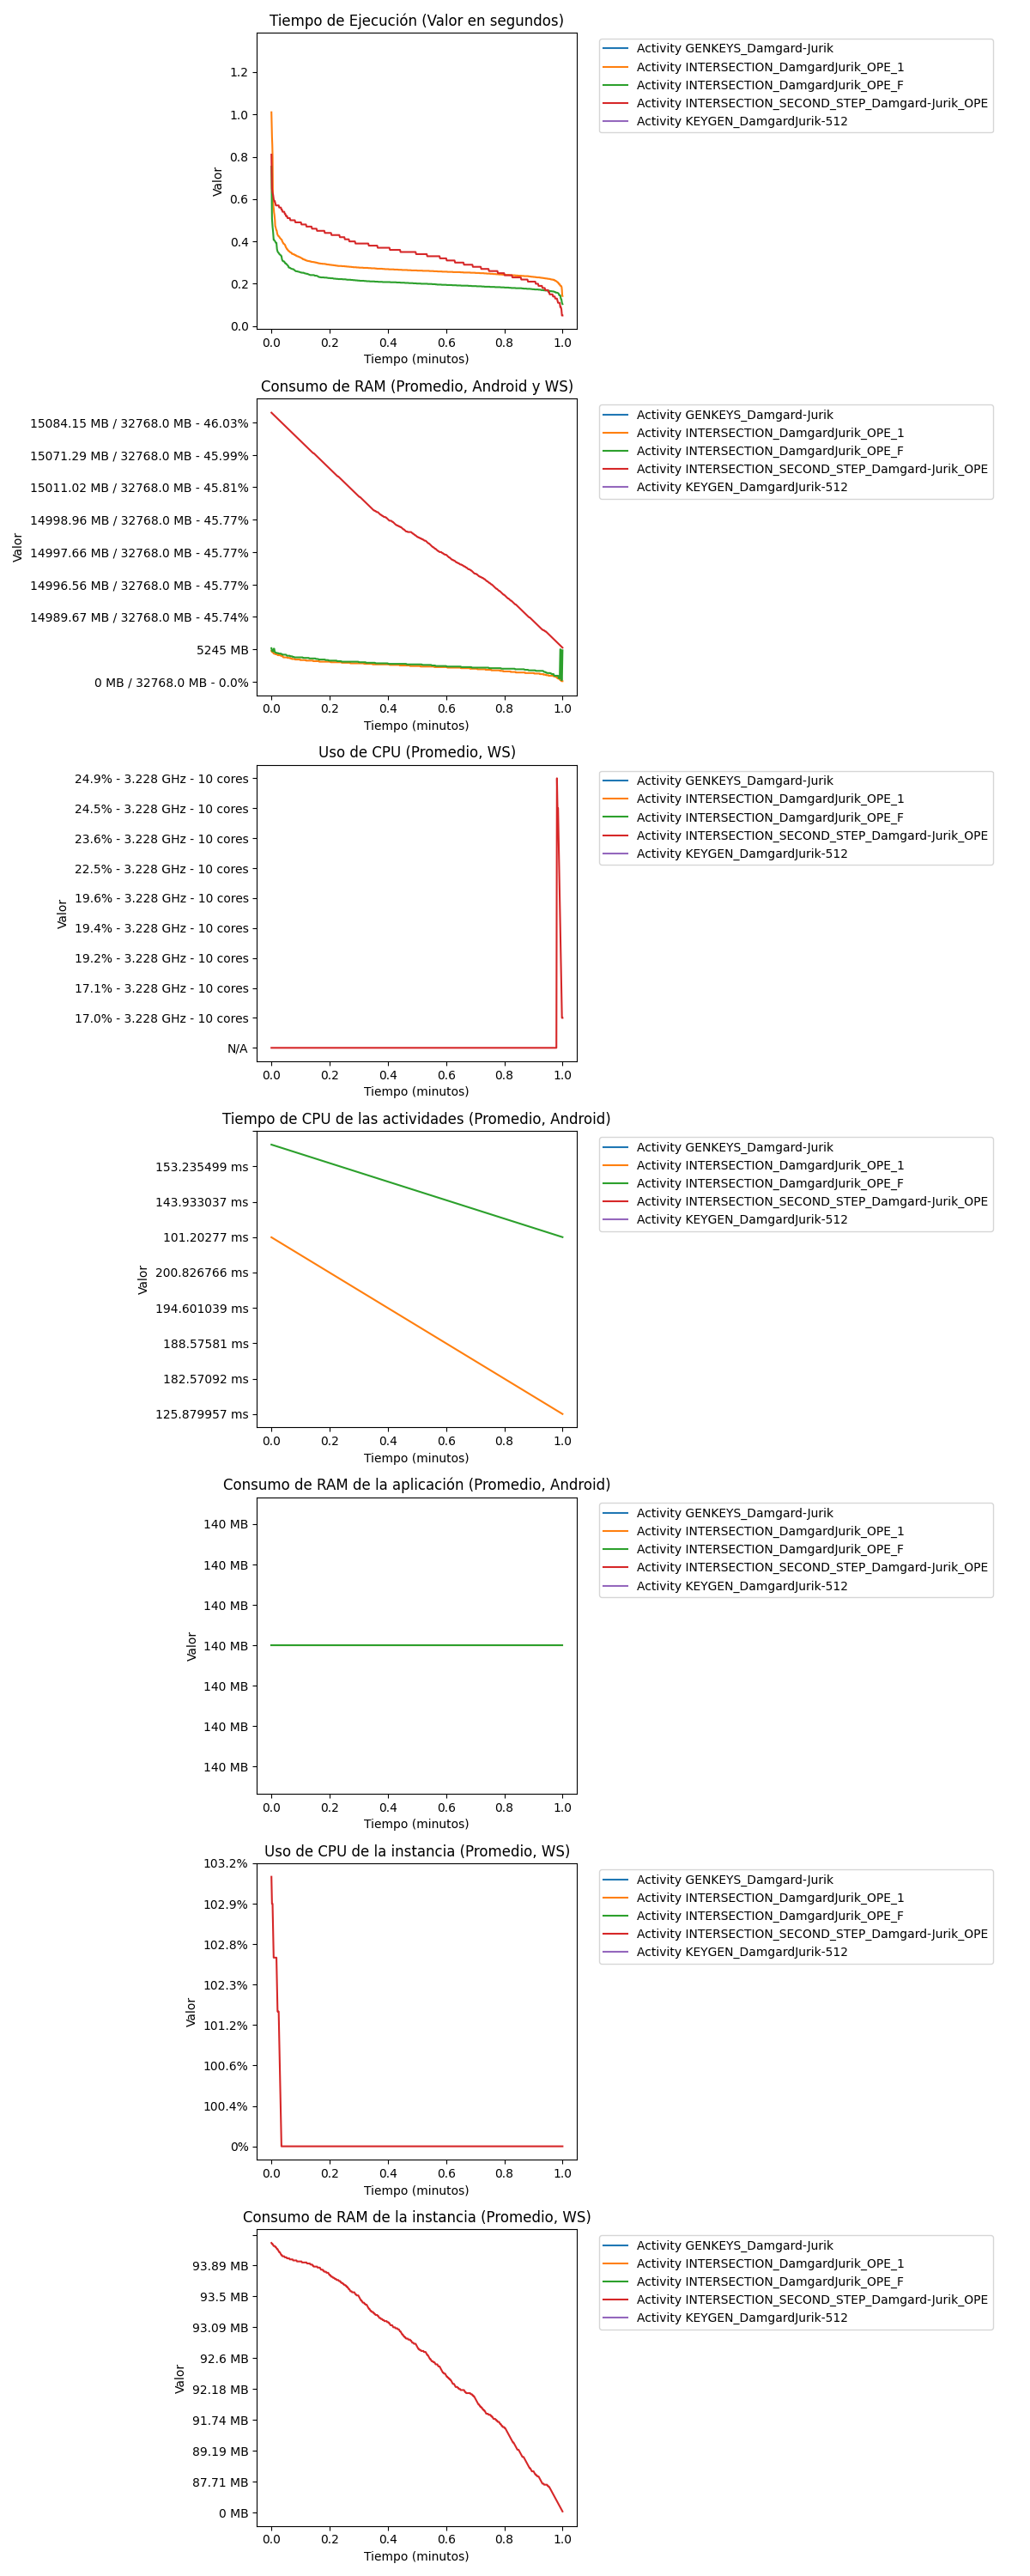 Tiempo de Ejecución (Valor en segundos)
1.2
1.0
0.8
0.6
0.4
0.2
0.0
Valor
0.0 0.2 0.4 0.6 0.8 1.0
Tiempo (minutos)
Activity GENKEYS_Damgard-Jurik
Activity INTERSECTION_DamgardJurik_OPE_1
Activity INTERSECTION_DamgardJurik_OPE_F
Activity INTERSECTION_SECOND_STEP_Damgard-Jurik_OPE
Activity KEYGEN_DamgardJurik-512
Consumo de RAM (Promedio, Android y WS)
15084.15 MB / 32768.0 MB - 46.03%
15071.29 MB / 32768.0 MB - 45.99%
15011.02 MB / 32768.0 MB - 45.81%
14998.96 MB / 32768.0 MB - 45.77%
14997.66 MB / 32768.0 MB - 45.77%
14996.56 MB / 32768.0 MB - 45.77%
14989.67 MB / 32768.0 MB - 45.74%
5245 MB
0 MB / 32768.0 MB - 0.0%
Valor
0.0 0.2 0.4 0.6 0.8 1.0
Tiempo (minutos)
Activity GENKEYS_Damgard-Jurik
Activity INTERSECTION_DamgardJurik_OPE_1
Activity INTERSECTION_DamgardJurik_OPE_F
Activity INTERSECTION_SECOND_STEP_Damgard-Jurik_OPE
Activity KEYGEN_DamgardJurik-512
Uso de CPU (Promedio, WS)
24.9% - 3.228 GHz - 10 cores
24.5% - 3.228 GHz - 10 cores
23.6% - 3.228 GHz - 10 cores
22.5% - 3.228 GHz - 10 cores
19.6% - 3.228 GHz - 10 cores
19.4% - 3.228 GHz - 10 cores
19.2% - 3.228 GHz - 10 cores
17.1% - 3.228 GHz - 10 cores
17.0% - 3.228 GHz - 10 cores
N/A
Valor
0.0 0.2 0.4 0.6 0.8 1.0
Tiempo (minutos)
Activity GENKEYS_Damgard-Jurik
Activity INTERSECTION_DamgardJurik_OPE_1
Activity INTERSECTION_DamgardJurik_OPE_F
Activity INTERSECTION_SECOND_STEP_Damgard-Jurik_OPE
Activity KEYGEN_DamgardJurik-512
Tiempo de CPU de las actividades (Promedio, Android)
153.235499 ms
143.933037 ms
101.20277 ms
200.826766 ms
194.601039 ms
188.57581 ms
182.57092 ms
125.879957 ms
Valor
0.0 0.2 0.4 0.6 0.8 1.0
Tiempo (minutos)
Activity GENKEYS_Damgard-Jurik
Activity INTERSECTION_DamgardJurik_OPE_1
Activity INTERSECTION_DamgardJurik_OPE_F
Activity INTERSECTION_SECOND_STEP_Damgard-Jurik_OPE
Activity KEYGEN_DamgardJurik-512
Consumo de RAM de la aplicación (Promedio, Android)
140 MB
140 MB
140 MB
140 MB
140 MB
140 MB
140 MB
Valor
0.0 0.2 0.4 0.6 0.8 1.0
Tiempo (minutos)
Activity GENKEYS_Damgard-Jurik
Activity INTERSECTION_DamgardJurik_OPE_1
Activity INTERSECTION_DamgardJurik_OPE_F
Activity INTERSECTION_SECOND_STEP_Damgard-Jurik_OPE
Activity KEYGEN_DamgardJurik-512
Uso de CPU de la instancia (Promedio, WS)
103.2%
102.9%
102.8%
102.3%
101.2%
100.6%
100.4%
0%
Valor
0.0 0.2 0.4 0.6 0.8 1.0
Tiempo (minutos)
Activity GENKEYS_Damgard-Jurik
Activity INTERSECTION_DamgardJurik_OPE_1
Activity INTERSECTION_DamgardJurik_OPE_F
Activity INTERSECTION_SECOND_STEP_Damgard-Jurik_OPE
Activity KEYGEN_DamgardJurik-512
Consumo de RAM de la instancia (Promedio, WS)
93.89 MB
93.5 MB
93.09 MB
92.6 MB
92.18 MB
91.74 MB
89.19 MB
87.71 MB
0 MB
Valor
0.0 0.2 0.4 0.6 0.8 1.0
Tiempo (minutos)
Activity GENKEYS_Damgard-Jurik
Activity INTERSECTION_DamgardJurik_OPE_1
Activity INTERSECTION_DamgardJurik_OPE_F
Activity INTERSECTION_SECOND_STEP_Damgard-Jurik_OPE
Activity KEYGEN_DamgardJurik-512